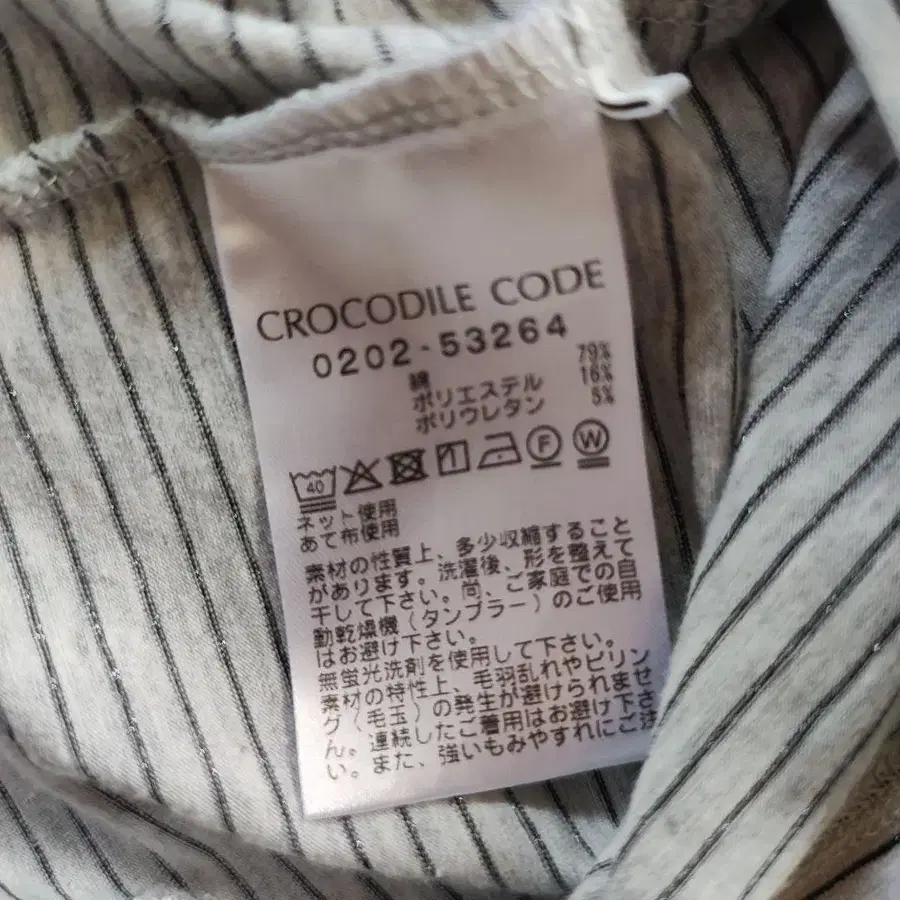 CROCODILE CODE
0202-53264
綿 79%
ポリエステル 16%
ポリウレタン 5%
40 F W
ネット使用
あて布使用
素材の性質上、多少収縮すること
があります。洗濯後、形を整えて
干して下さい。尚、ご家庭での自
動乾燥機(タンブラー)のご使用
はお避け下さい。
無蛍光洗剤を使用して下さい。
素材の特性上、毛羽乱れやピリン
グ(毛玉)の発生が避けられませ
ん。連続したご着用はお避け下さ
い。また、強いもみやすれにご注